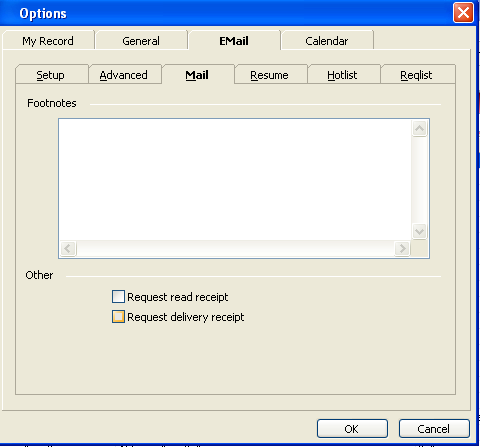 Options
My Record General EMail Calendar
Setup Advanced Mail Resume Hotlist Reqlist
Footnotes
Other
Request read receipt
Request delivery receipt
OK Cancel